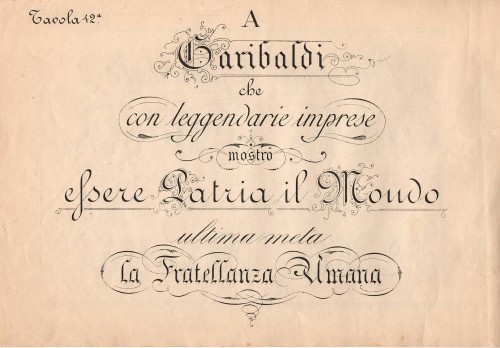 Tavola 12ª.
A
Garibaldi
che
con leggendarie imprese
mostrò
eſsere Patria il Mondo
ultima meta
La Fratellanza Umana